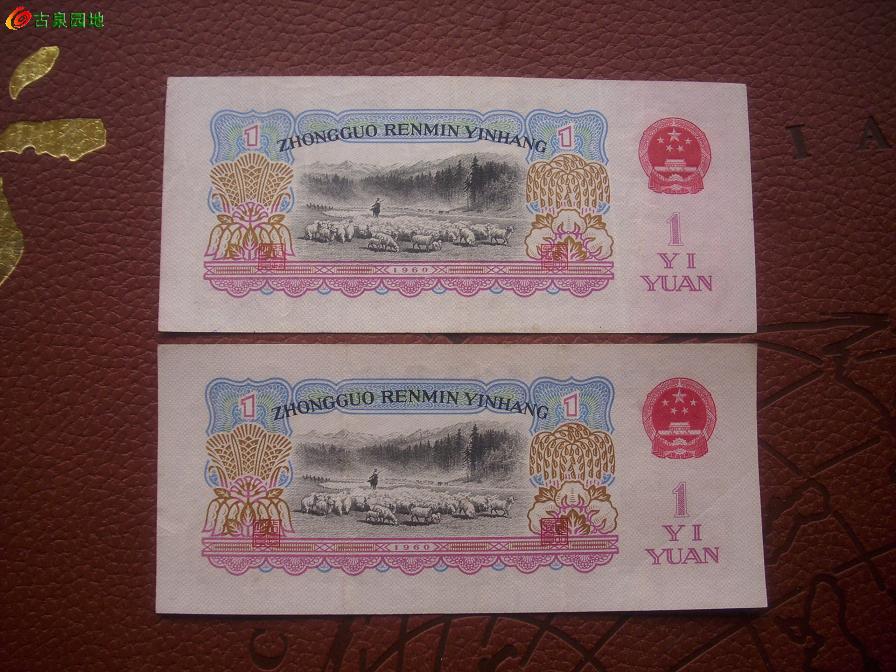 古泉园地
I A
1 ZHONGGUO RENMIN YINHANG 1
1
YI
YUAN
1960
1 ZHONGGUO RENMIN YINHANG 1
1
YI
YUAN
1960
C